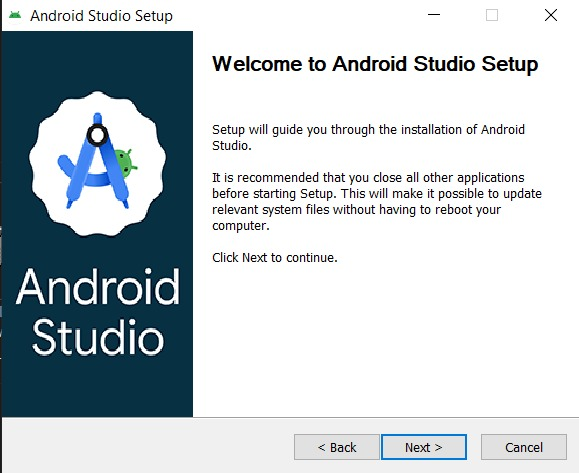 Android Studio Setup
Welcome to Android Studio Setup
Setup will guide you through the installation of Android
Studio.
It is recommended that you close all other applications
before starting Setup. This will make it possible to update
relevant system files without having to reboot your
computer.
Click Next to continue.
Android
Studio
< Back
Next >
Cancel